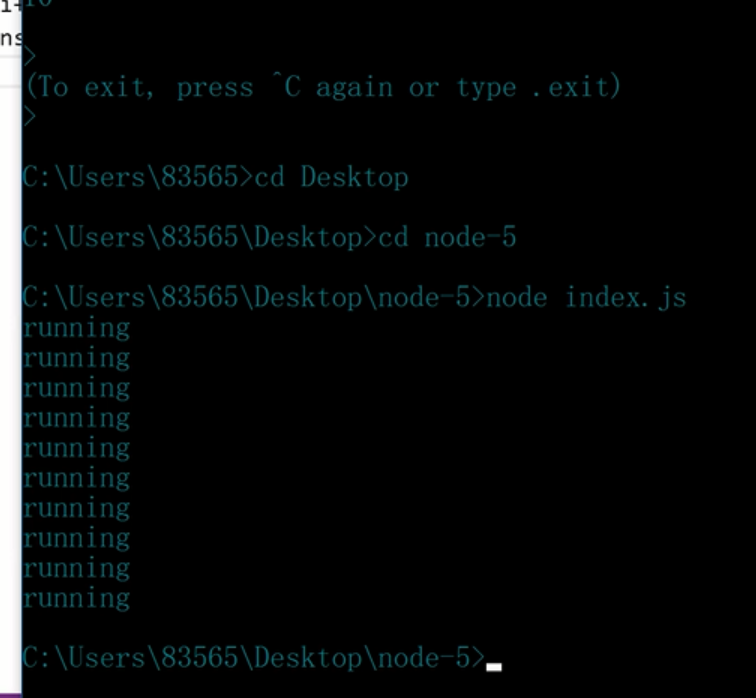 >
(To exit, press ^C again or type .exit)
>
C:\Users\83565>cd Desktop
C:\Users\83565\Desktop>cd node-5
C:\Users\83565\Desktop\node-5>node index.js
running
running
running
running
running
running
running
running
running
running
C:\Users\83565\Desktop\node-5>